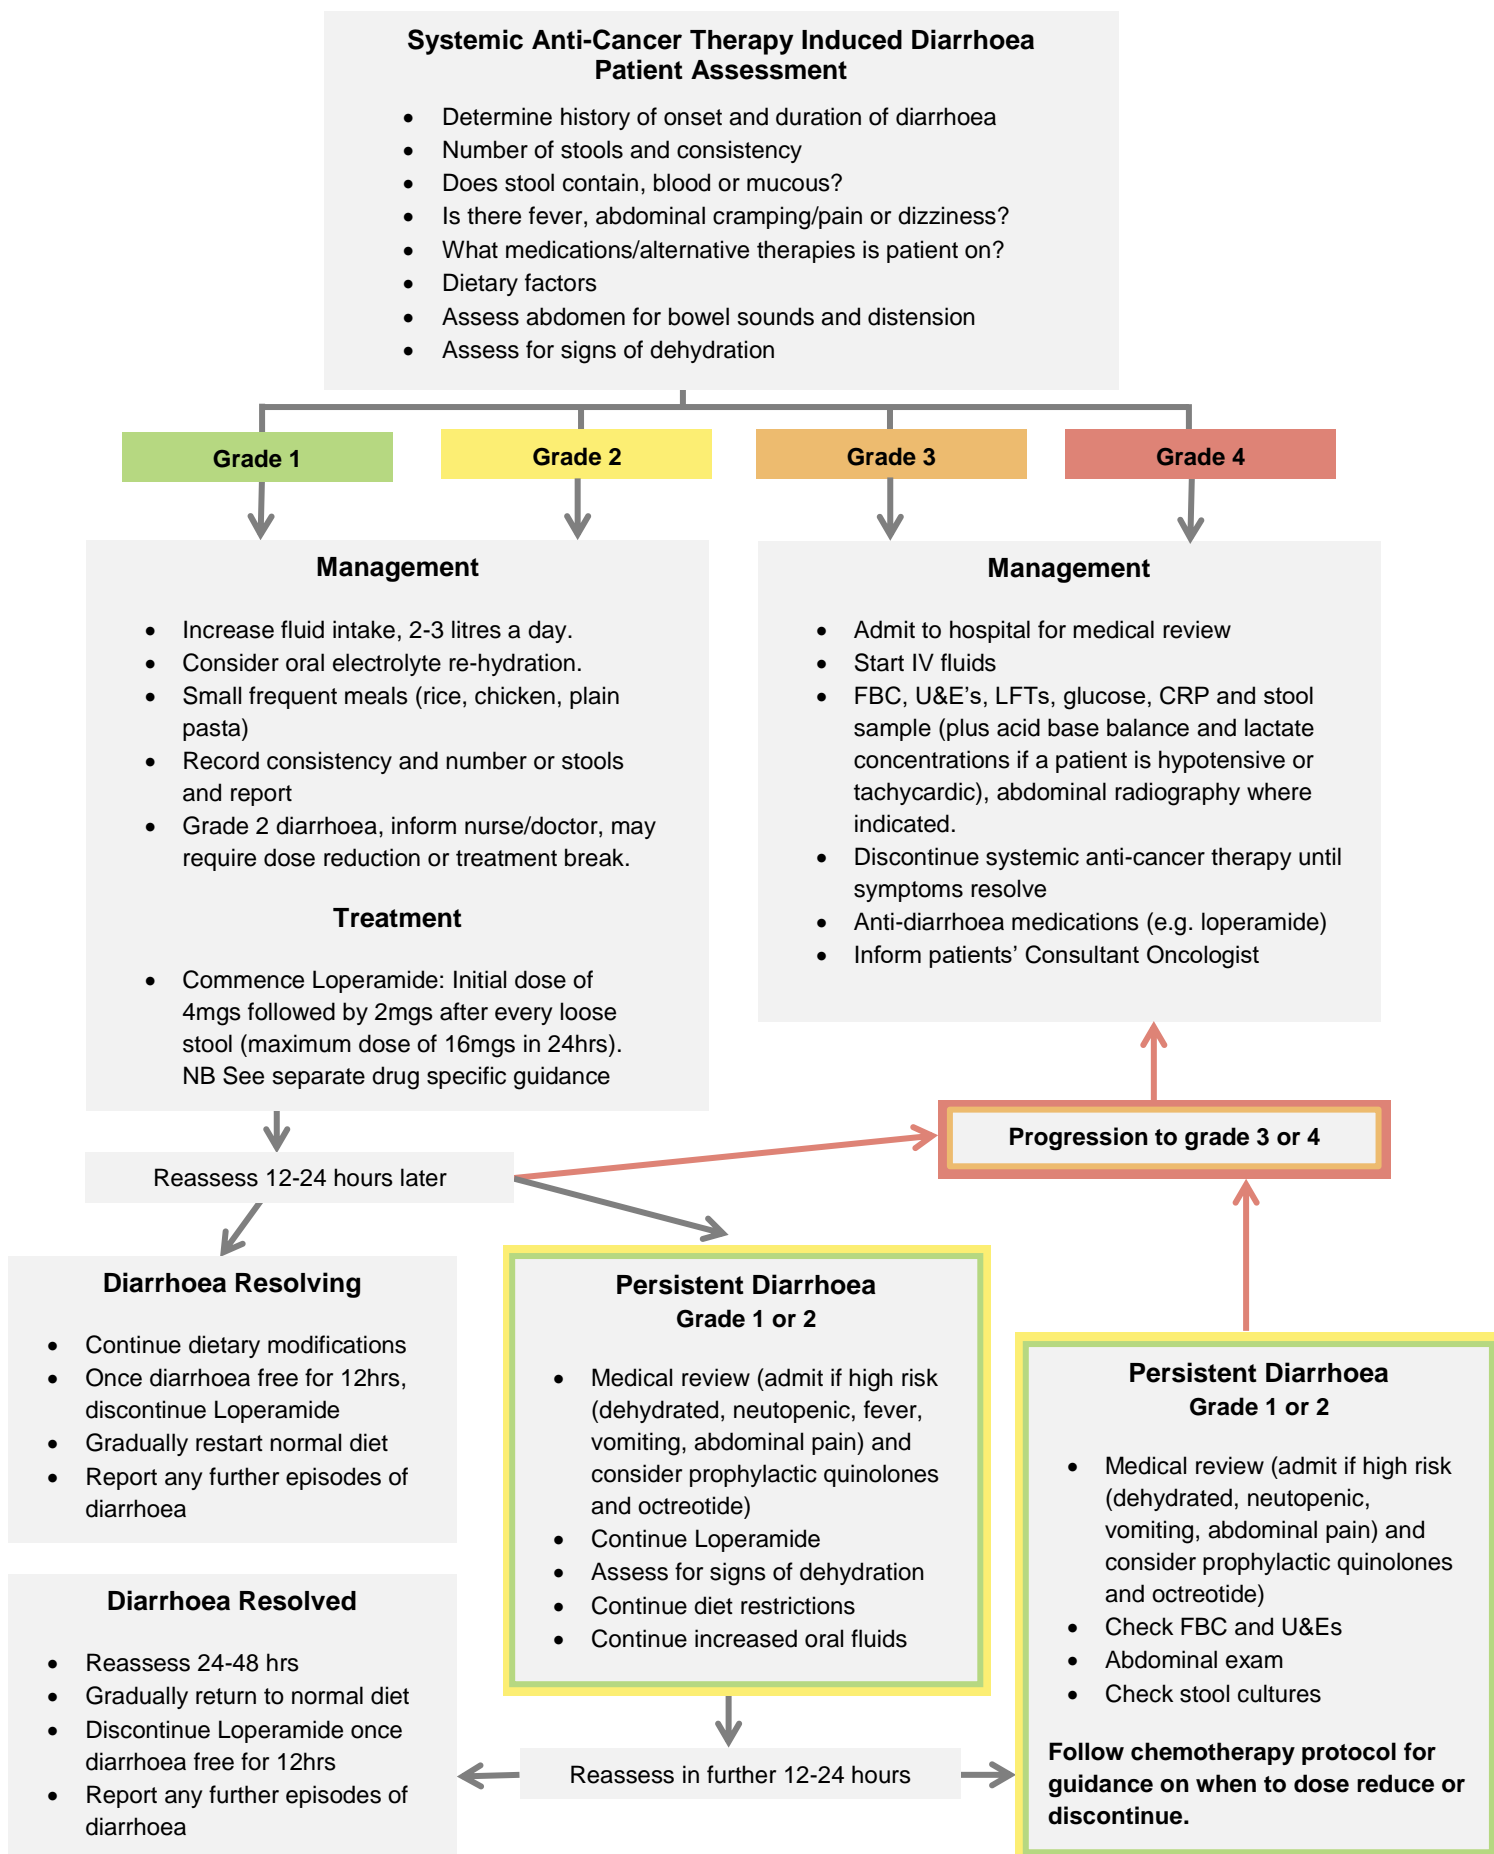 Systemic Anti-Cancer Therapy Induced Diarrhoea
Patient Assessment
• Determine history of onset and duration of diarrhoea
• Number of stools and consistency
• Does stool contain, blood or mucous?
• Is there fever, abdominal cramping/pain or dizziness?
• What medications/alternative therapies is patient on?
• Dietary factors
• Assess abdomen for bowel sounds and distension
• Assess for signs of dehydration
Grade 1
Grade 2
Grade 3
Grade 4
Management
• Increase fluid intake, 2-3 litres a day.
• Consider oral electrolyte re-hydration.
• Small frequent meals (rice, chicken, plain
pasta)
• Record consistency and number or stools
and report
• Grade 2 diarrhoea, inform nurse/doctor, may
require dose reduction or treatment break.
Treatment
• Commence Loperamide: Initial dose of
4mgs followed by 2mgs after every loose
stool (maximum dose of 16mgs in 24hrs).
NB See separate drug specific guidance
Management
• Admit to hospital for medical review
• Start IV fluids
• FBC, U&E’s, LFTs, glucose, CRP and stool
sample (plus acid base balance and lactate
concentrations if a patient is hypotensive or
tachycardic), abdominal radiography where
indicated.
• Discontinue systemic anti-cancer therapy until
symptoms resolve
• Anti-diarrhoea medications (e.g. loperamide)
• Inform patients’ Consultant Oncologist
Progression to grade 3 or 4
Reassess 12-24 hours later
Diarrhoea Resolving
• Continue dietary modifications
• Once diarrhoea free for 12hrs,
discontinue Loperamide
• Gradually restart normal diet
• Report any further episodes of
diarrhoea
Persistent Diarrhoea
Grade 1 or 2
• Medical review (admit if high risk
(dehydrated, neutopenic, fever,
vomiting, abdominal pain) and
consider prophylactic quinolones
and octreotide)
• Continue Loperamide
• Assess for signs of dehydration
• Continue diet restrictions
• Continue increased oral fluids
Persistent Diarrhoea
Grade 1 or 2
• Medical review (admit if high risk
(dehydrated, neutopenic,
vomiting, abdominal pain) and
consider prophylactic quinolones
and octreotide)
• Check FBC and U&Es
• Abdominal exam
• Check stool cultures
Follow chemotherapy protocol for
guidance on when to dose reduce or
discontinue.
Diarrhoea Resolved
• Reassess 24-48 hrs
• Gradually return to normal diet
• Discontinue Loperamide once
diarrhoea free for 12hrs
• Report any further episodes of
diarrhoea
Reassess in further 12-24 hours